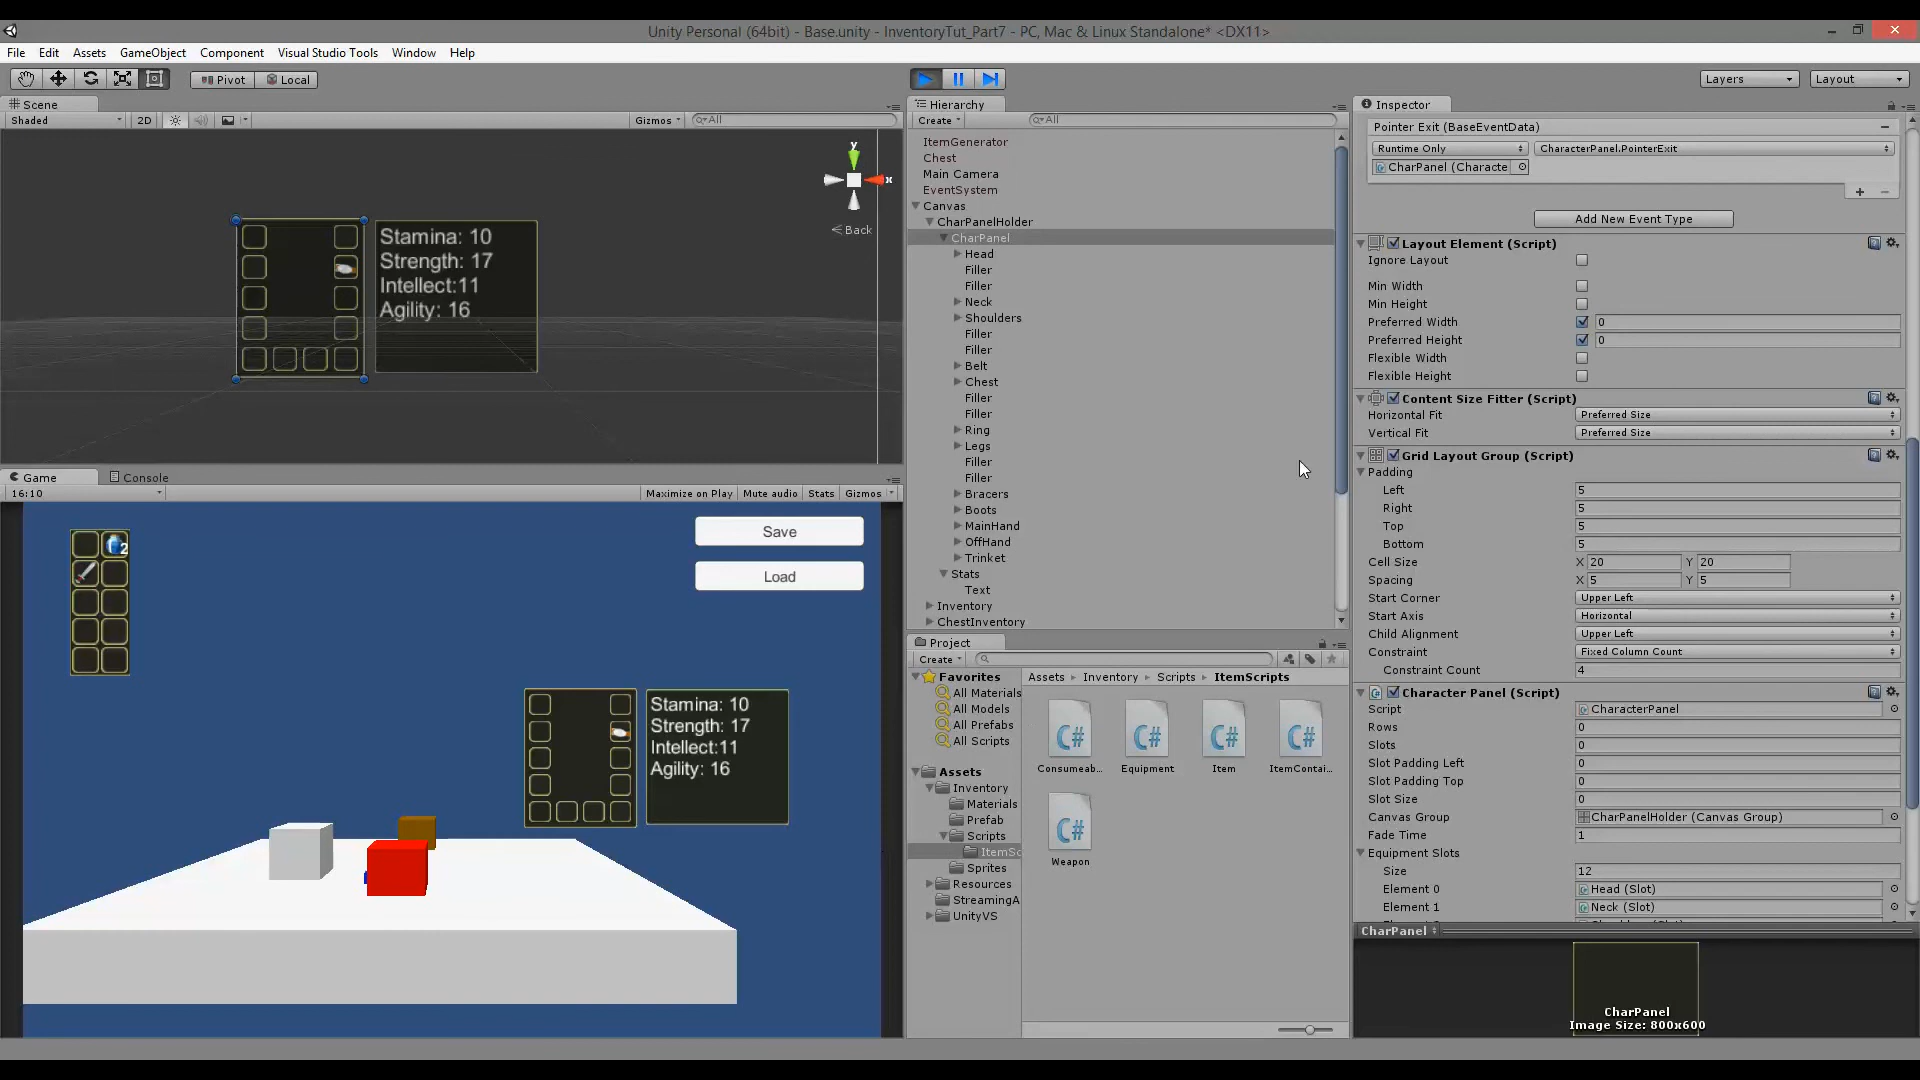 Unity Personal (64bit) - Base.unity - InventoryTut_Part7 - PC, Mac & Linux Standalone* <DX11>
File Edit Assets GameObject Component Visual Studio Tools Window Help
Pivot Local
Layers Layout
Scene
Shaded 2D Gizmos All
y
x
Back
Stamina: 10
Strength: 17
Intellect:11
Agility: 16
Game Console
16:10 Maximize on Play Mute audio Stats Gizmos
2
Save
Load
Stamina: 10
Strength: 17
Intellect:11
Agility: 16
Hierarchy
Create All
ItemGenerator
Chest
Main Camera
EventSystem
Canvas
CharPanelHolder
CharPanel
Head
Filler
Filler
Neck
Shoulders
Filler
Filler
Belt
Chest
Filler
Filler
Ring
Legs
Filler
Filler
Bracers
Boots
MainHand
OffHand
Trinket
Stats
Text
Inventory
ChestInventory
Project
Create
Favorites
All Materials
All Models
All Prefabs
All Scripts
Assets
Inventory
Materials
Prefab
Scripts
ItemSc
Sprites
Resources
StreamingA
UnityVS
Assets Inventory Scripts ItemScripts
C# C# C# C#
Consumeab... Equipment Item ItemContai...
C#
Weapon
Inspector
Pointer Exit (BaseEventData)
Runtime Only CharacterPanel.PointerExit
CharPanel (Characte
Add New Event Type
Layout Element (Script)
Ignore Layout
Min Width
Min Height
Preferred Width 0
Preferred Height 0
Flexible Width
Flexible Height
Content Size Fitter (Script)
Horizontal Fit Preferred Size
Vertical Fit Preferred Size
Grid Layout Group (Script)
Padding
Left 5
Right 5
Top 5
Bottom 5
Cell Size X 20 Y 20
Spacing X 5 Y 5
Start Corner Upper Left
Start Axis Horizontal
Child Alignment Upper Left
Constraint Fixed Column Count
Constraint Count 4
Character Panel (Script)
Script CharacterPanel
Rows 0
Slots 0
Slot Padding Left 0
Slot Padding Top 0
Slot Size 0
Canvas Group CharPanelHolder (Canvas Group)
Fade Time 1
Equipment Slots
Size 12
Element 0 Head (Slot)
Element 1 Neck (Slot)
CharPanel
CharPanel
Image Size: 800x600